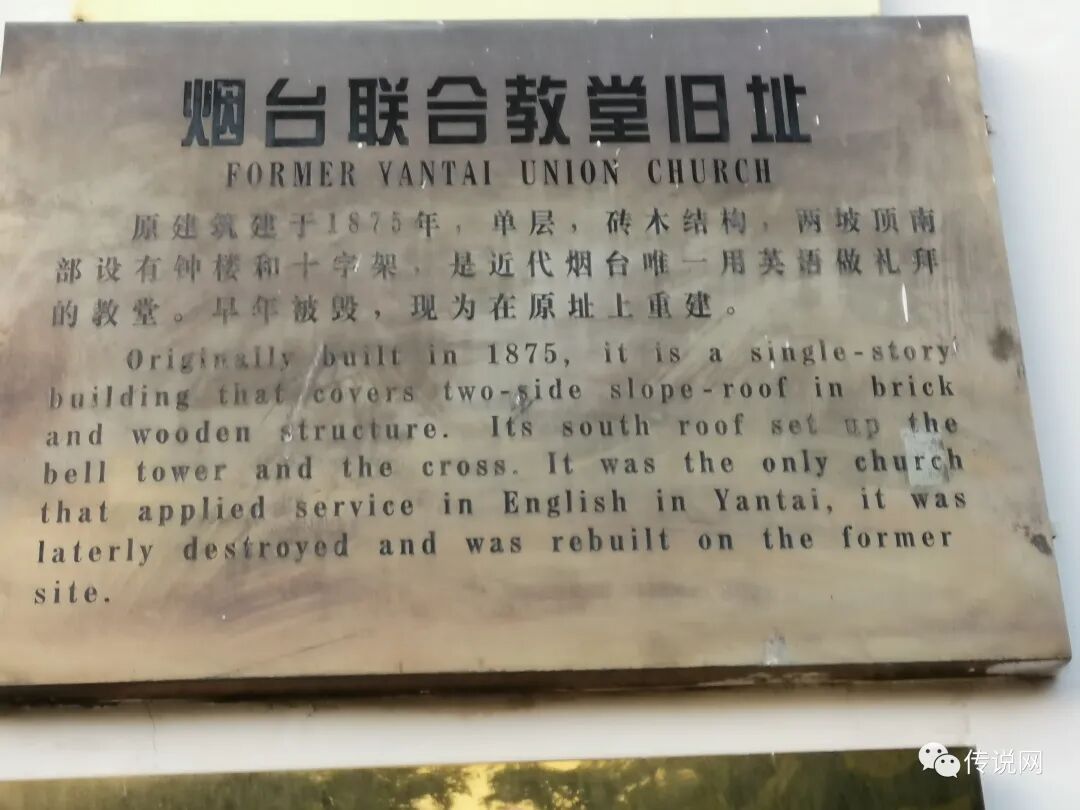 烟台联合教堂旧址
FORMER YANTAI UNION CHURCH
原建筑建于1875年，单层，砖木结构，两坡顶南
部设有钟楼和十字架，是近代烟台唯一用英语做礼拜
的教堂。早年被毁，现为在原址上重建。
Originally built in 1875, it is a single-story
building that covers two-side slope-roof in brick
and wooden structure. Its south roof set up the
bell tower and the cross. It was the only church
that applied service in English in Yantai, it was
laterly destroyed and was rebuilt on the former
site.
传说网